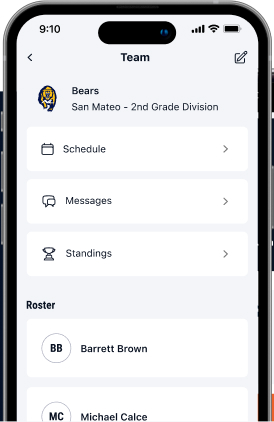 9:10
Team
Bears
San Mateo - 2nd Grade Division
Schedule
Messages
Standings
Roster
BB Barrett Brown
MC Michael Calce